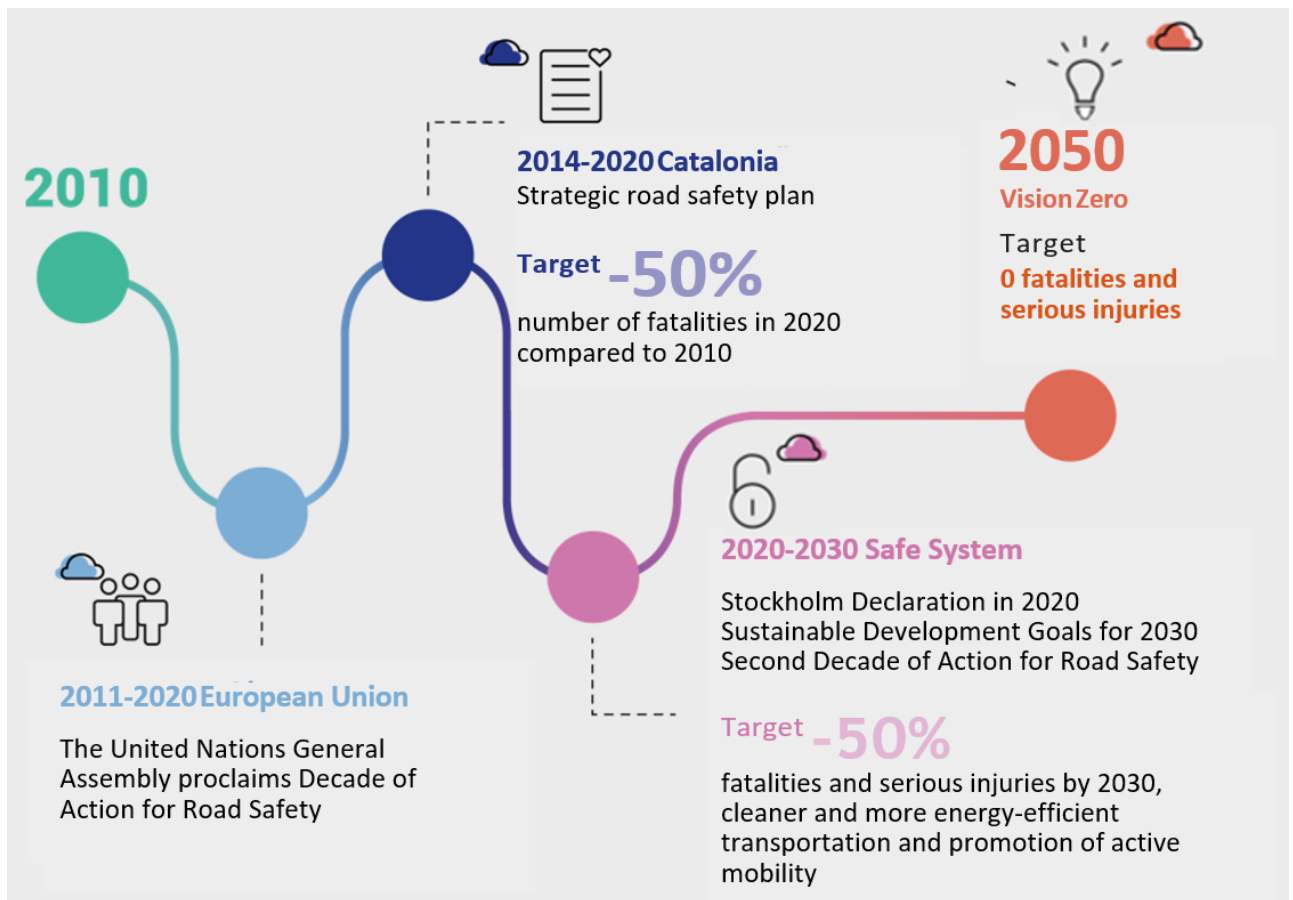 2010
2011-2020 European Union
The United Nations General
Assembly proclaims Decade of
Action for Road Safety
2014-2020 Catalonia
Strategic road safety plan
Target -50%
number of fatalities in 2020
compared to 2010
2020-2030 Safe System
Stockholm Declaration in 2020
Sustainable Development Goals for 2030
Second Decade of Action for Road Safety
Target -50%
fatalities and serious injuries by 2030,
cleaner and more energy-efficient
transportation and promotion of active
mobility
2050
Vision Zero
Target
0 fatalities and
serious injuries